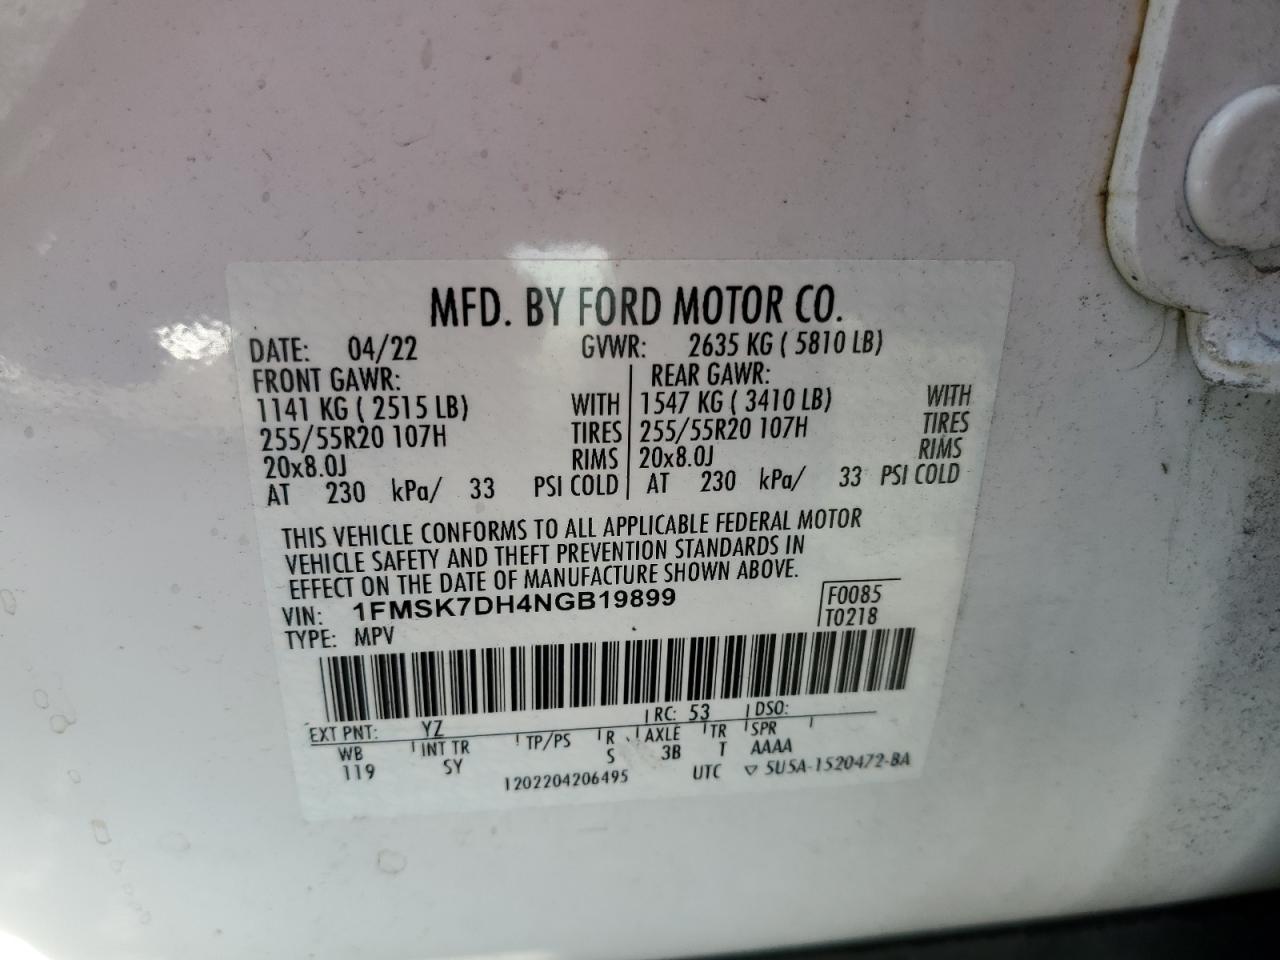 MFD. BY FORD MOTOR CO.
DATE: 04/22 GVWR: 2635 KG ( 5810 LB)
FRONT GAWR: REAR GAWR:
1141 KG ( 2515 LB) WITH 1547 KG ( 3410 LB) WITH
255/55R20 107H TIRES 255/55R20 107H TIRES
20x8.0J RIMS 20x8.0J RIMS
AT 230 kPa/ 33 PSI COLD AT 230 kPa/ 33 PSI COLD
THIS VEHICLE CONFORMS TO ALL APPLICABLE FEDERAL MOTOR
VEHICLE SAFETY AND THEFT PREVENTION STANDARDS IN
EFFECT ON THE DATE OF MANUFACTURE SHOWN ABOVE.
VIN: 1FMSK7DH4NGB19899 F0085
TYPE: MPV T0218
EXT PNT: YZ RC: 53 DSO:
WB INT TR TP/PS R AXLE TR SPR
119 SY S 3B T AAAA
1202204206495 UTC ▽ 5U5A-1520472-BA